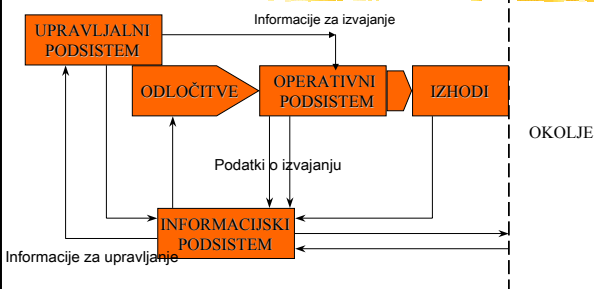 Informacije za izvajanje
UPRAVLJALNI
PODSISTEM
ODLOČITVE
OPERATIVNI
PODSISTEM
IZHODI
OKOLJE
Podatki o izvajanju
INFORMACIJSKI
PODSISTEM
Informacije za upravljanje